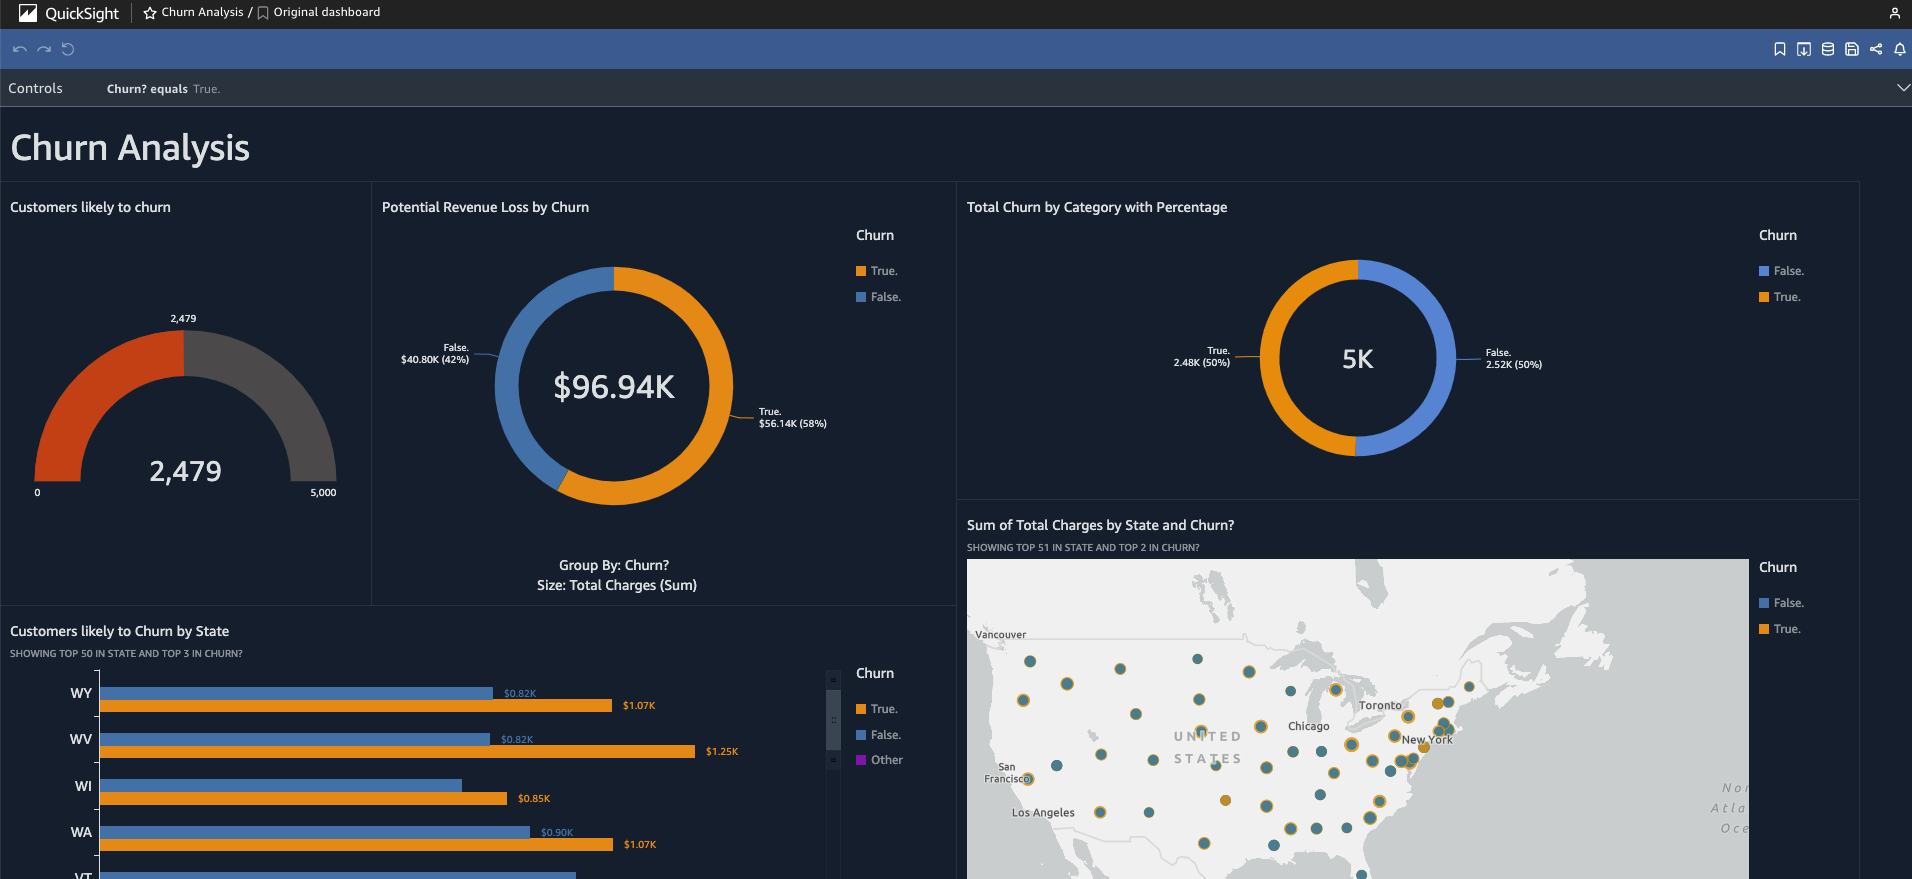 QuickSight
Churn Analysis / Original dashboard
Controls
Churn? equals True.
Churn Analysis
Customers likely to churn
2,479
2,479
0
5,000
Potential Revenue Loss by Churn
Churn
True.
False.
False.
$40.80K (42%)
$96.94K
True.
$56.14K (58%)
Group By: Churn?
Size: Total Charges (Sum)
Total Churn by Category with Percentage
Churn
False.
True.
True.
2.48K (50%)
5K
False.
2.52K (50%)
Customers likely to Churn by State
SHOWING TOP 50 IN STATE AND TOP 3 IN CHURN?
Churn
True.
False.
Other
WY
$0.82K
$1.07K
WV
$0.82K
$1.25K
WI
$0.85K
WA
$0.90K
$1.07K
VT
Sum of Total Charges by State and Churn?
SHOWING TOP 51 IN STATE AND TOP 2 IN CHURN?
Churn
False.
True.
Vancouver
Toronto
Chicago
New York
UNITED
STATES
San
Francisco
Los Angeles
Nor
Atla
Oce